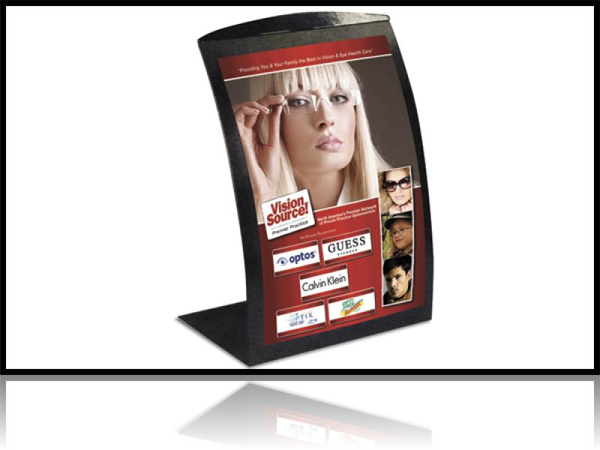 "Providing You & Your Family the Best in Vision & Eye Health Care"
Vision
Source!
Premier Practice
North America's Premier Network
of Private Practice Optometrists
optos
GUESS
Calvin Klein